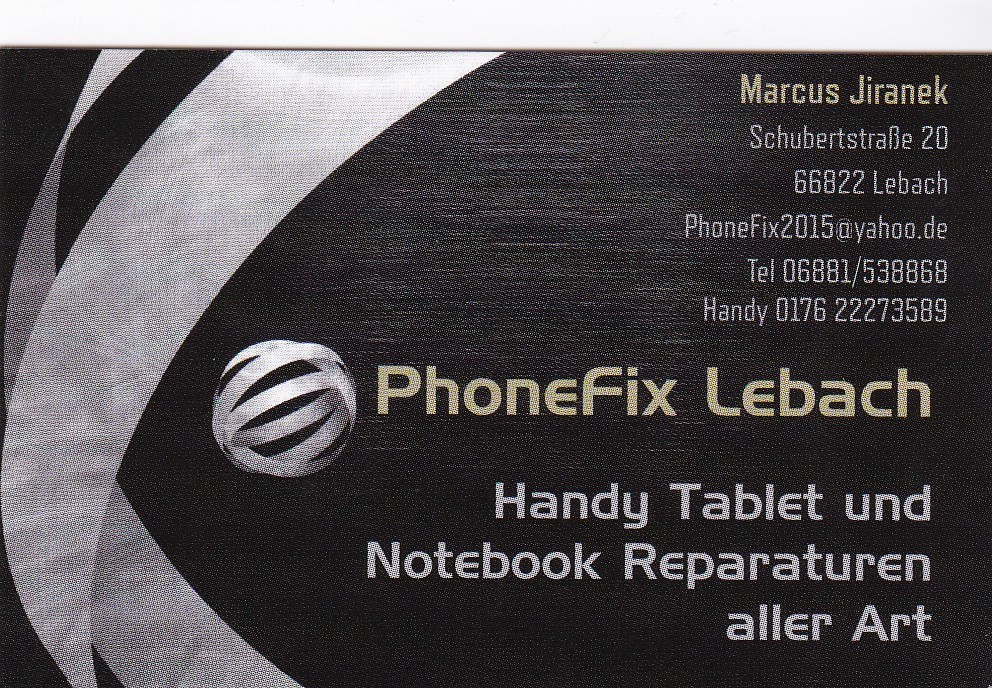 Marcus Jiranek
Schubertstraße 20
66822 Lebach
PhoneFix2015@yahoo.de
Tel 06881/538868
Handy 0176 22273589
PhoneFix Lebach
Handy Tablet und
Notebook Reparaturen
aller Art